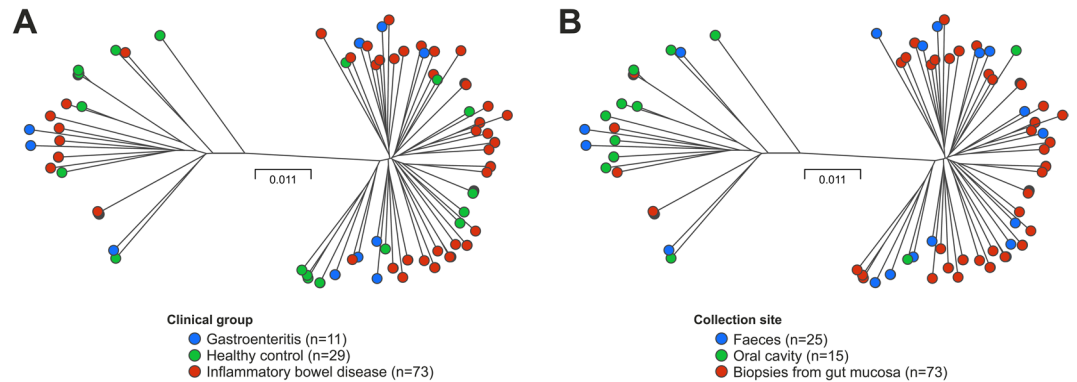 A
B
0.011
0.011
Clinical group
Gastroenteritis (n=11)
Healthy control (n=29)
Inflammatory bowel disease (n=73)
Collection site
Faeces (n=25)
Oral cavity (n=15)
Biopsies from gut mucosa (n=73)